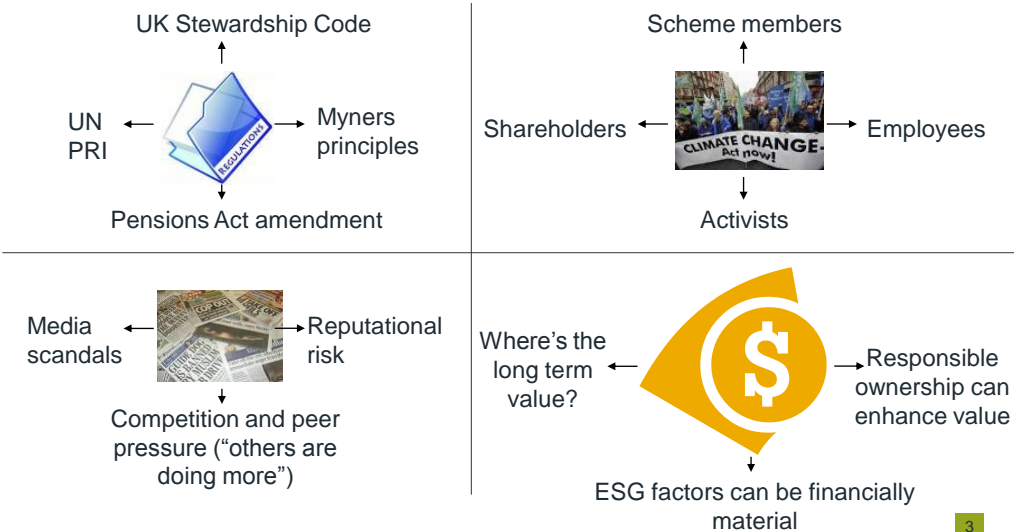 UK Stewardship Code
UN
PRI
REGULATIONS
Myners
principles
Pensions Act amendment
Scheme members
Shareholders
CLIMATE CHANGE-
Act now!
Employees
Activists
Media
scandals
COP OUT
Reputational
risk
Competition and peer
pressure (“others are
doing more”)
Where’s the
long term
value?
$
Responsible
ownership can
enhance value
ESG factors can be financially
material
3